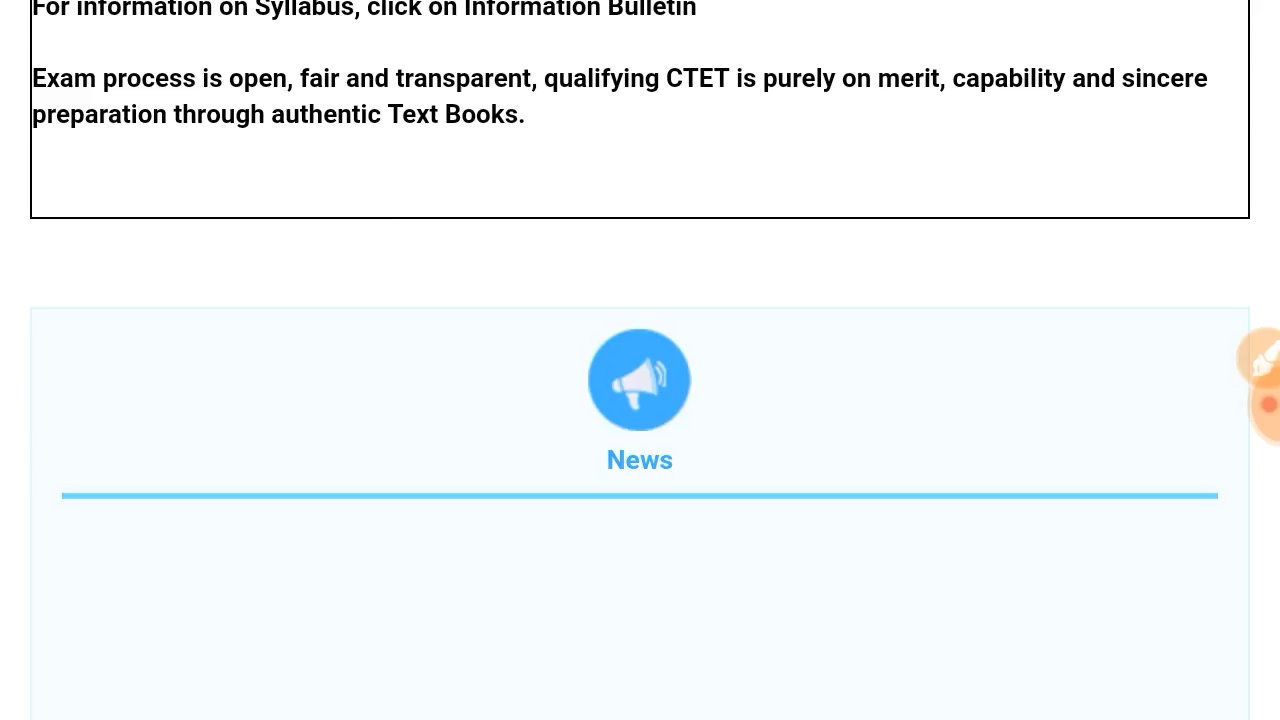 For information on Syllabus, click on Information Bulletin
Exam process is open, fair and transparent, qualifying CTET is purely on merit, capability and sincere
preparation through authentic Text Books.
News